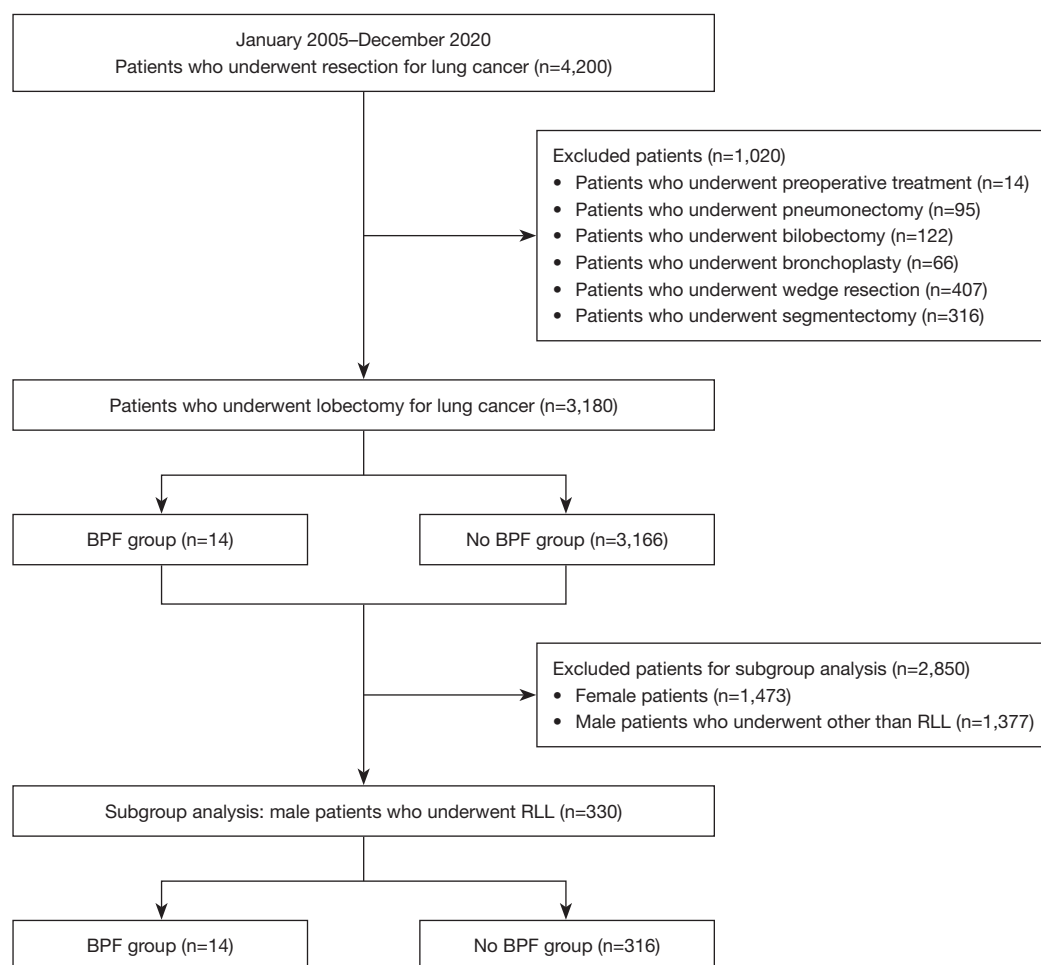 January 2005–December 2020
Patients who underwent resection for lung cancer (n=4,200)
Excluded patients (n=1,020)
• Patients who underwent preoperative treatment (n=14)
• Patients who underwent pneumonectomy (n=95)
• Patients who underwent bilobectomy (n=122)
• Patients who underwent bronchoplasty (n=66)
• Patients who underwent wedge resection (n=407)
• Patients who underwent segmentectomy (n=316)
Patients who underwent lobectomy for lung cancer (n=3,180)
BPF group (n=14)
No BPF group (n=3,166)
Excluded patients for subgroup analysis (n=2,850)
• Female patients (n=1,473)
• Male patients who underwent other than RLL (n=1,377)
Subgroup analysis: male patients who underwent RLL (n=330)
BPF group (n=14)
No BPF group (n=316)